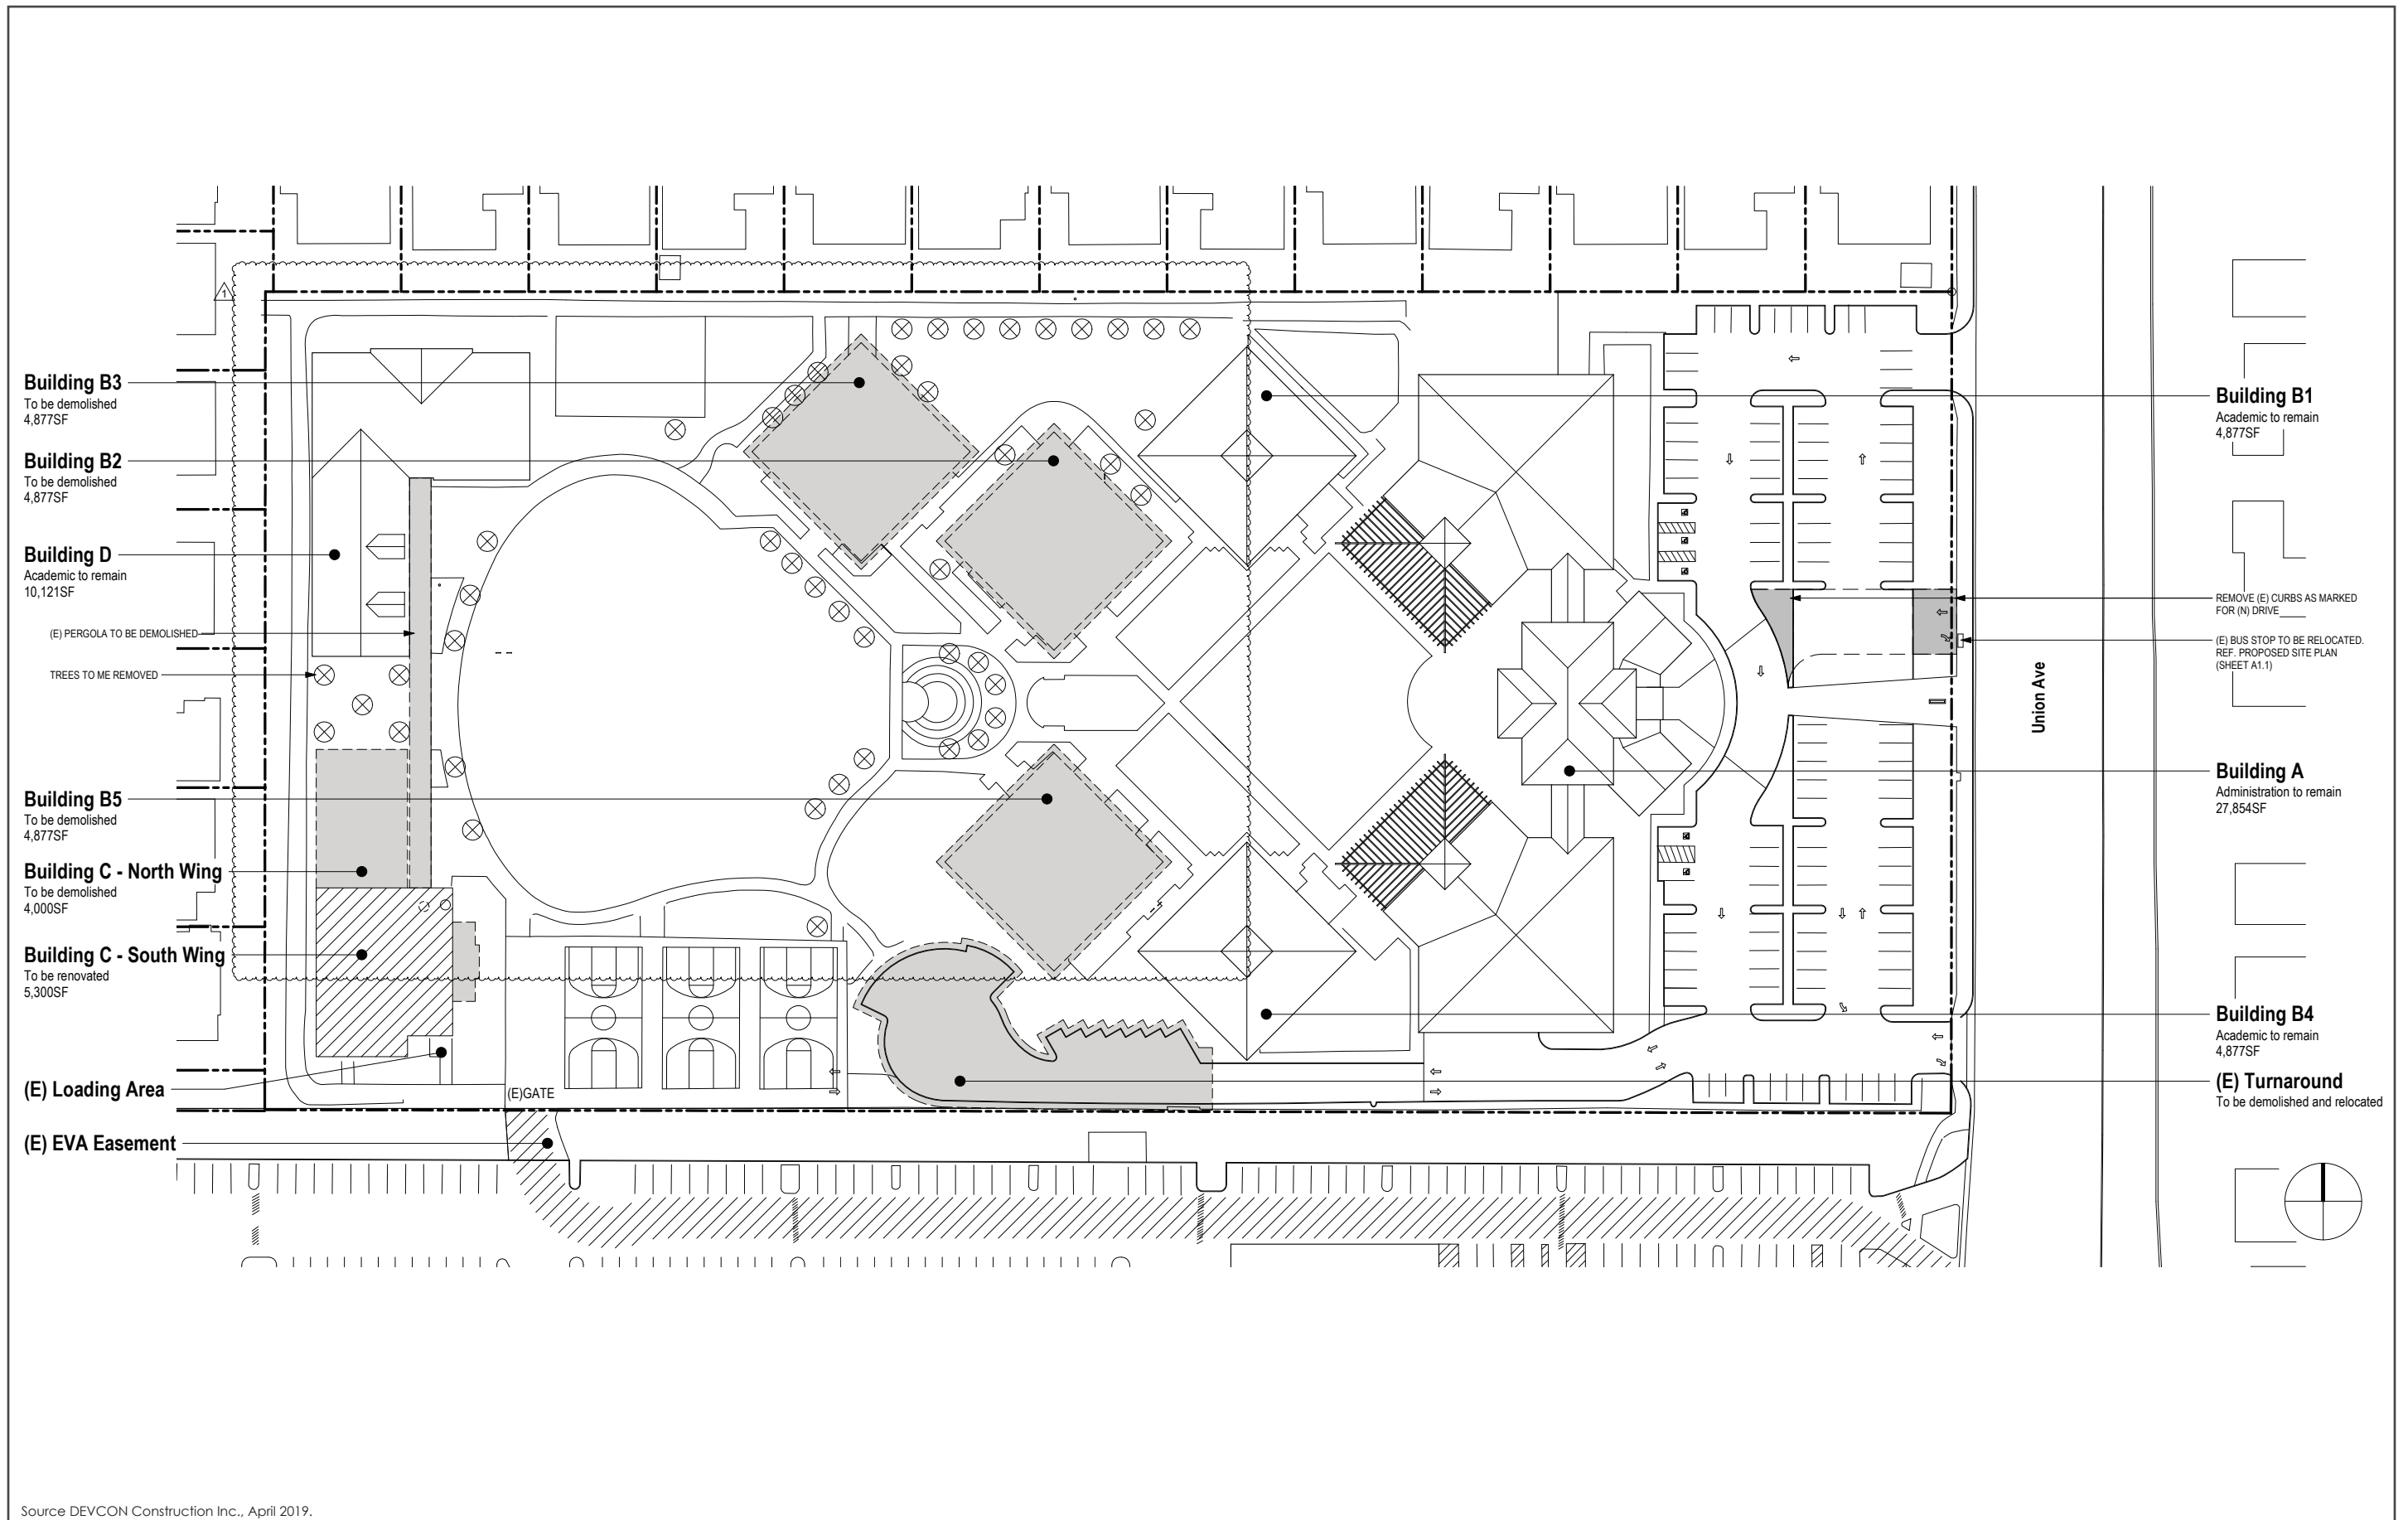 1
Building B3
To be demolished
4,877SF
Building B2
To be demolished
4,877SF
Building D
Academic to remain
10,121SF
(E) PERGOLA TO BE DEMOLISHED
TREES TO ME REMOVED
Building B5
To be demolished
4,877SF
Building C - North Wing
To be demolished
4,000SF
Building C - South Wing
To be renovated
5,300SF
(E) Loading Area
(E) EVA Easement
(E)GATE
Union Ave
Building B1
Academic to remain
4,877SF
REMOVE (E) CURBS AS MARKED
FOR (N) DRIVE
(E) BUS STOP TO BE RELOCATED.
REF. PROPOSED SITE PLAN
(SHEET A1.1)
Building A
Administration to remain
27,854SF
Building B4
Academic to remain
4,877SF
(E) Turnaround
To be demolished and relocated
Source DEVCON Construction Inc., April 2019.